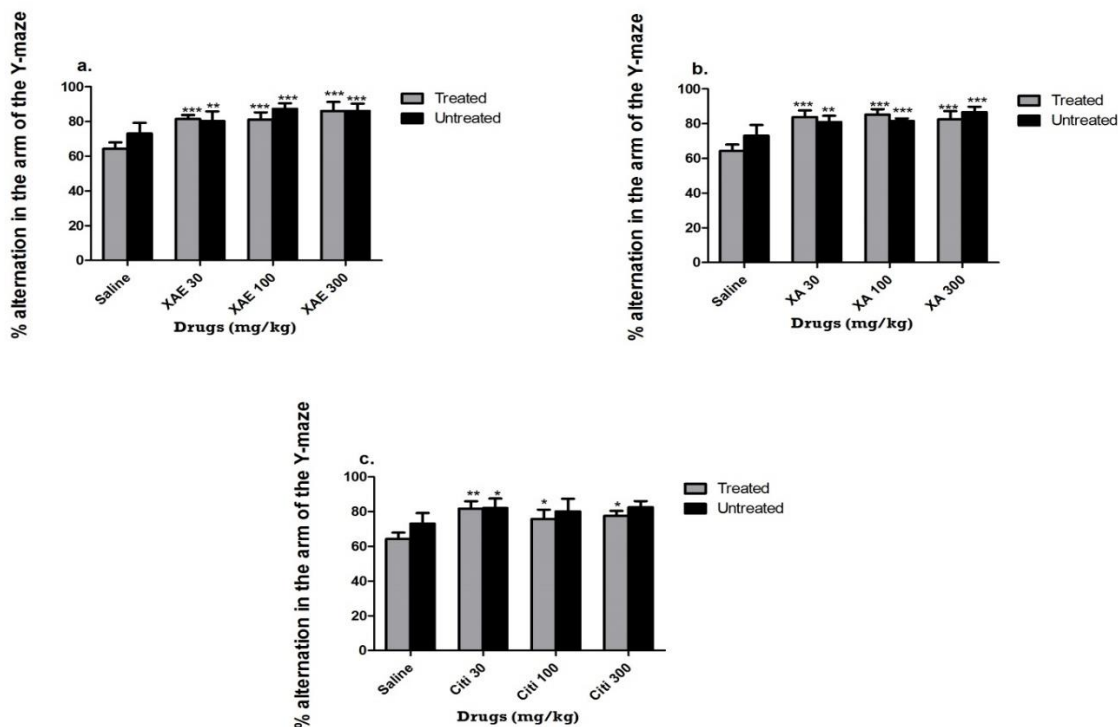 a.
% alternation in the arm of the Y-maze
100
80
60
40
20
0
*** ** *** *** *** ***
Treated
Untreated
Saline
XAE 30
XAE 100
XAE 300
Drugs (mg/kg)
b.
% alternation in the arm of the Y-maze
100
80
60
40
20
0
*** ** *** *** *** ***
Treated
Untreated
Saline
XA 30
XA 100
XA 300
Drugs (mg/kg)
c.
% alternation in the arm of the Y-maze
100
80
60
40
20
0
** * * *
Treated
Untreated
Saline
Citi 30
Citi 100
Citi 300
Drugs (mg/kg)